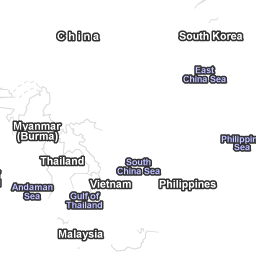 China
South Korea
East
China Sea
Myanmar
(Burma)
Sea
Thailand
South
China Sea
Andaman
Sea
Vietnam
Philippines
Gulf of
Thailand
Malaysia